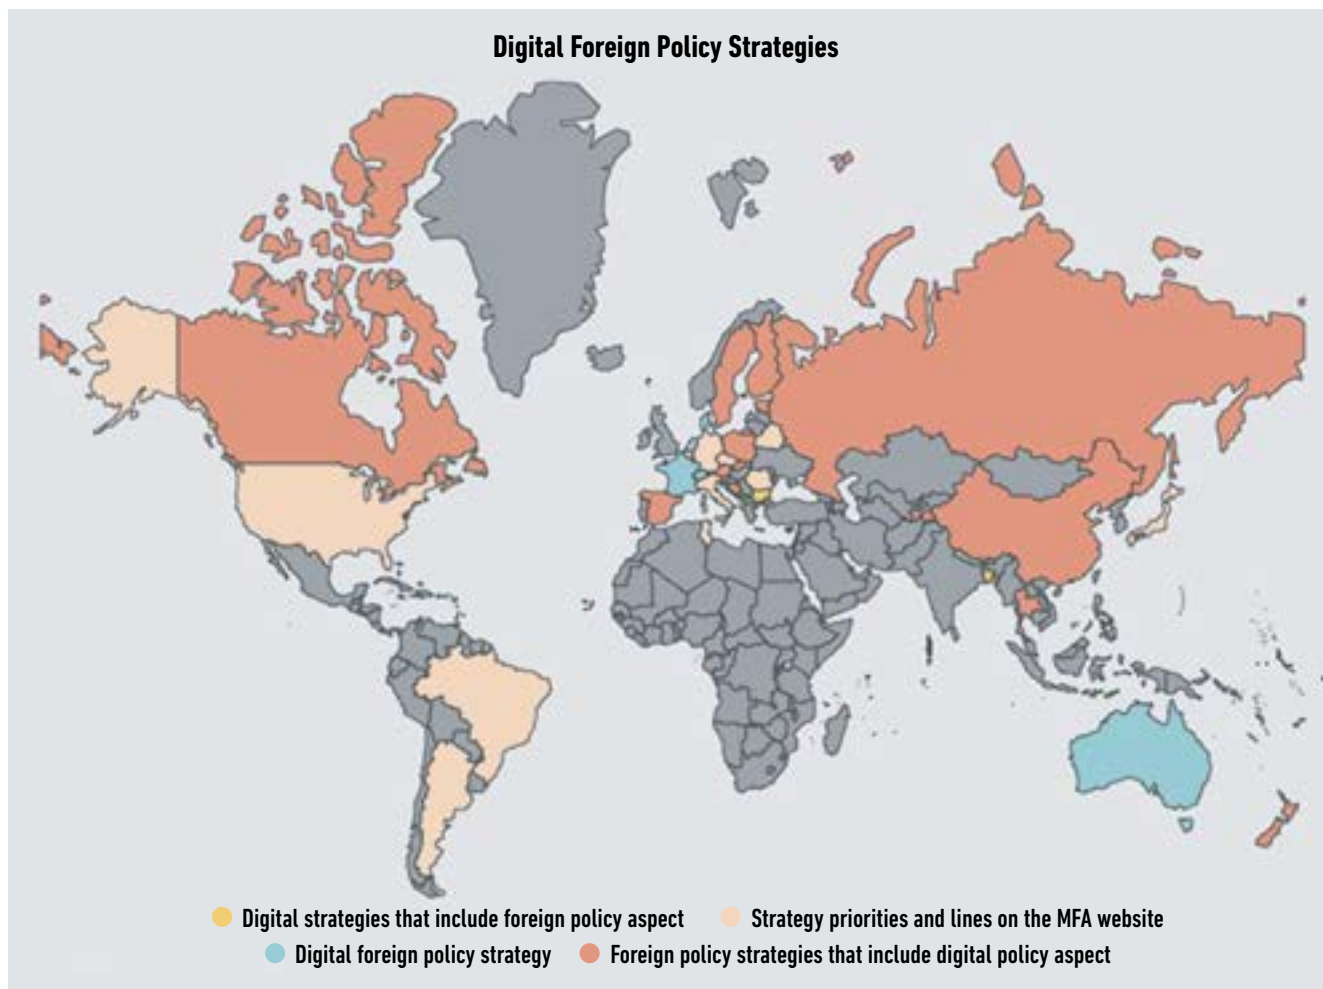 Digital Foreign Policy Strategies
Digital strategies that include foreign policy aspect
Strategy priorities and lines on the MFA website
Digital foreign policy strategy
Foreign policy strategies that include digital policy aspect